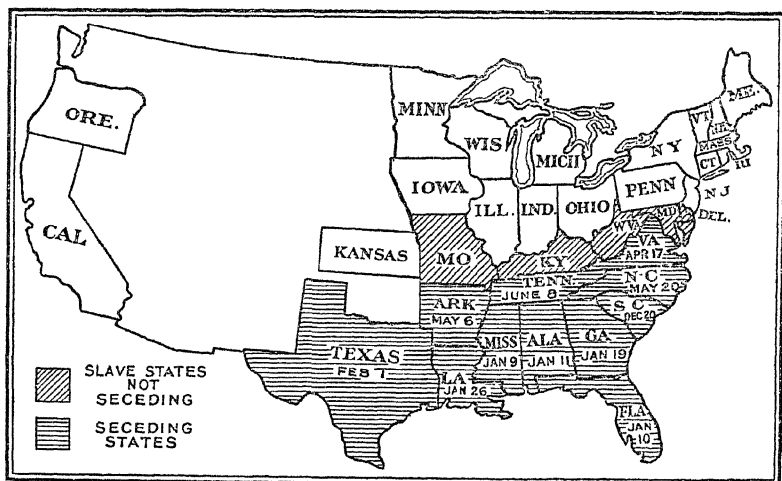 ORE.
CAL
MINN
WIS
MICH
IOWA
ILL.
IND.
OHIO
KANSAS
MO
KY
PENN
NY
VT
N.H.
ME.
MASS
CT
RI
NJ
DEL.
MD
W VA
VA
APR 17
TENN
JUNE 8
N C
MAY 20
S C
DEC 20
ARK
MAY 6
MISS
JAN 9
ALA
JAN 11
GA
JAN 19
TEXAS
FEB 1
LA
JAN 26
FLA
JAN
10
SLAVE STATES
NOT
SECEDING
SECEDING
STATES